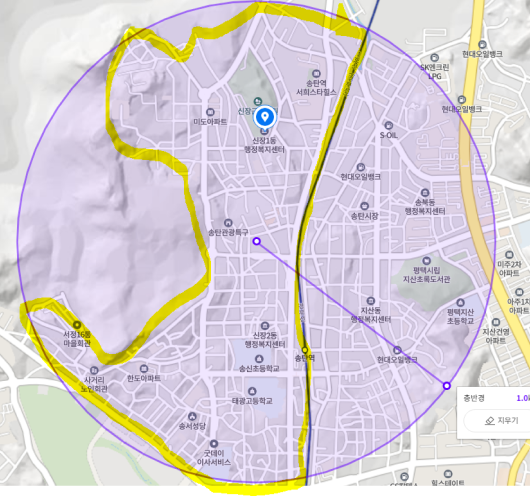 현대오일뱅크
SK엔크린
LPG
송탄역
서희스타힐스
현대오일뱅크
미도아파트
신장1동
행정복지센터
S-OIL
현대오일뱅크
송북동
행정복지센터
송탄시장
송탄관광특구
미주2차
아파트
평택시립
지산초록도서관
아주1차
아파트
평택지산
초등학교
지산동
행정복지센터
지산건영
아파트
서정16통
마을회관
신장2동
행정복지센터
송탄역
현대오일뱅크
송신초등학교
사거리
노인회관
한도아파트
태광고등학교
총반경
지우기
송서성당
굿데이
이사서비스
힐스테이트